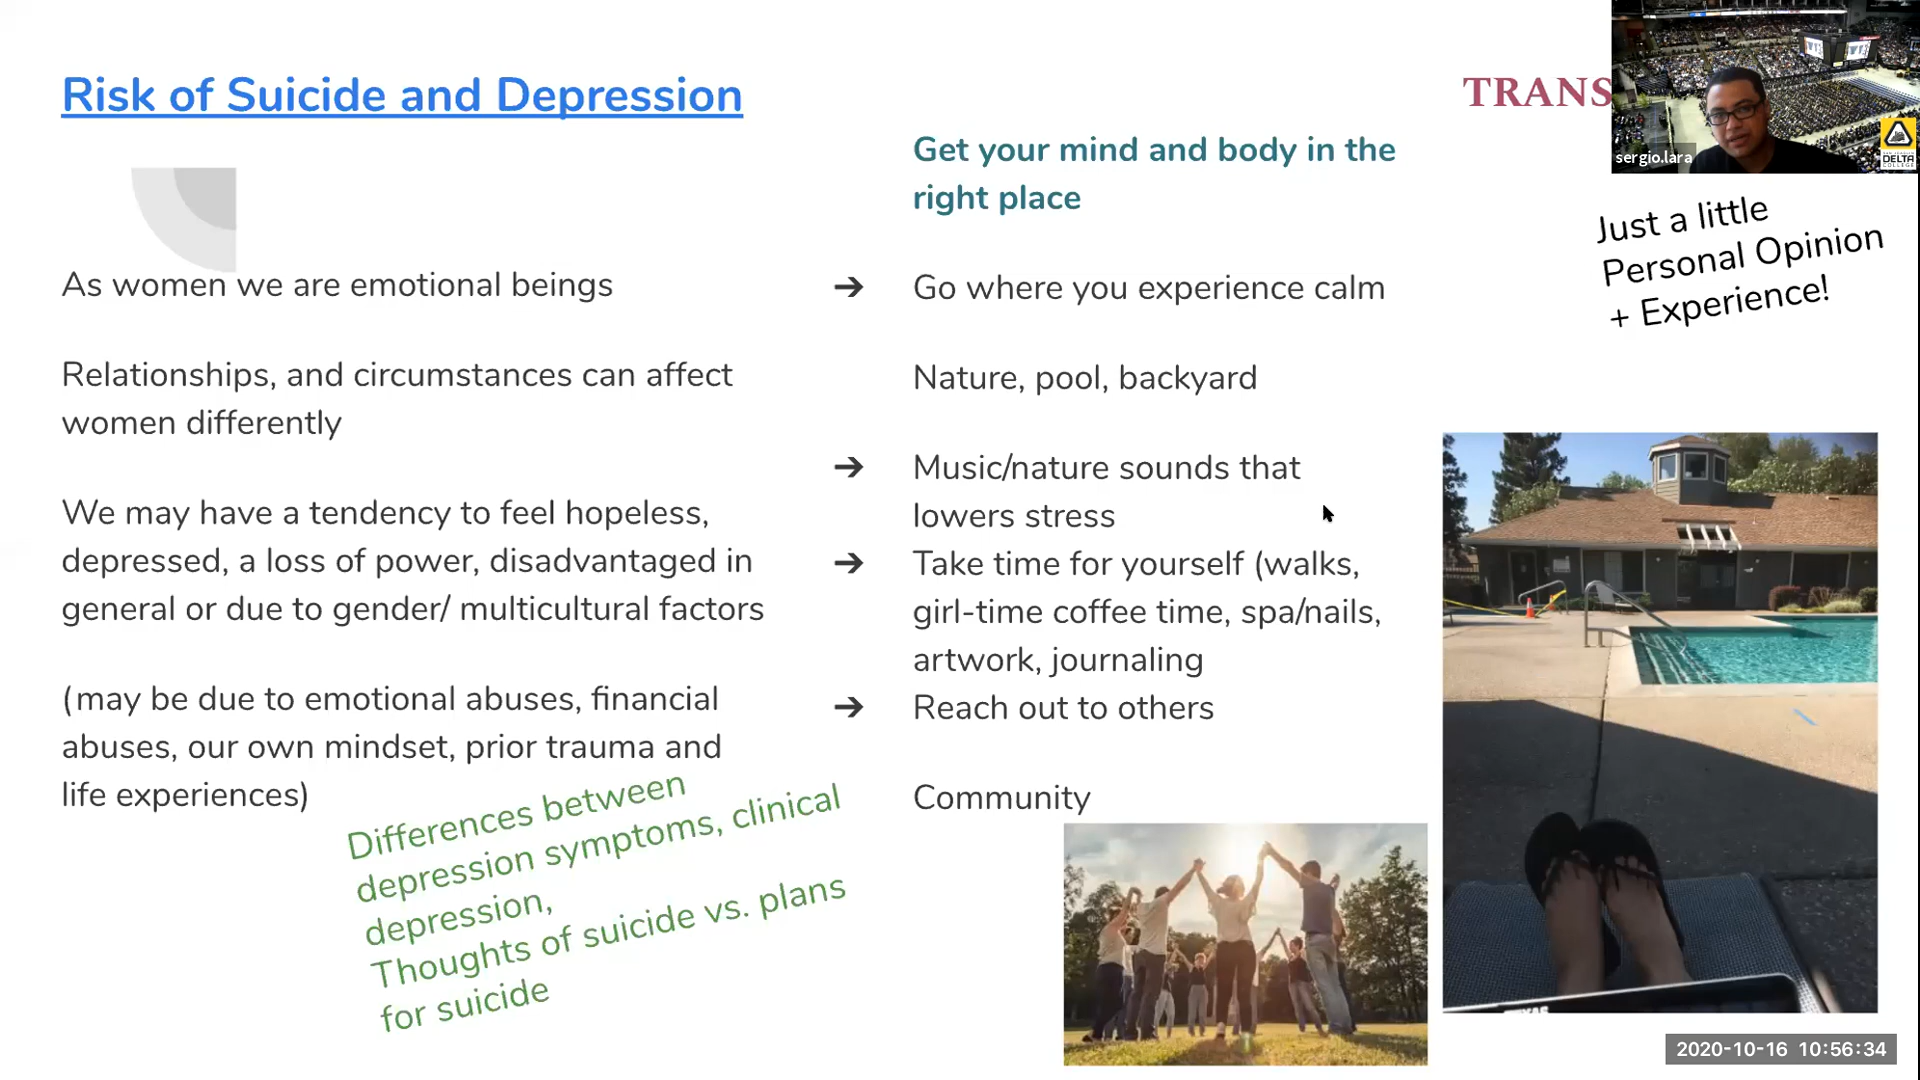 Risk of Suicide and Depression
TRANS
sergio.lara
DELTA
COLLEGE
Get your mind and body in the
right place
Just a little
Personal Opinion
+ Experience!
As women we are emotional beings
Relationships, and circumstances can affect
women differently
We may have a tendency to feel hopeless,
depressed, a loss of power, disadvantaged in
general or due to gender/ multicultural factors
(may be due to emotional abuses, financial
abuses, our own mindset, prior trauma and
life experiences)
Differences between
depression symptoms, clinical
depression,
Thoughts of suicide vs. plans
for suicide
➔ Go where you experience calm
Nature, pool, backyard
➔ Music/nature sounds that
lowers stress
➔ Take time for yourself (walks,
girl-time coffee time, spa/nails,
artwork, journaling
➔ Reach out to others
Community
2020-10-16 10:56:34